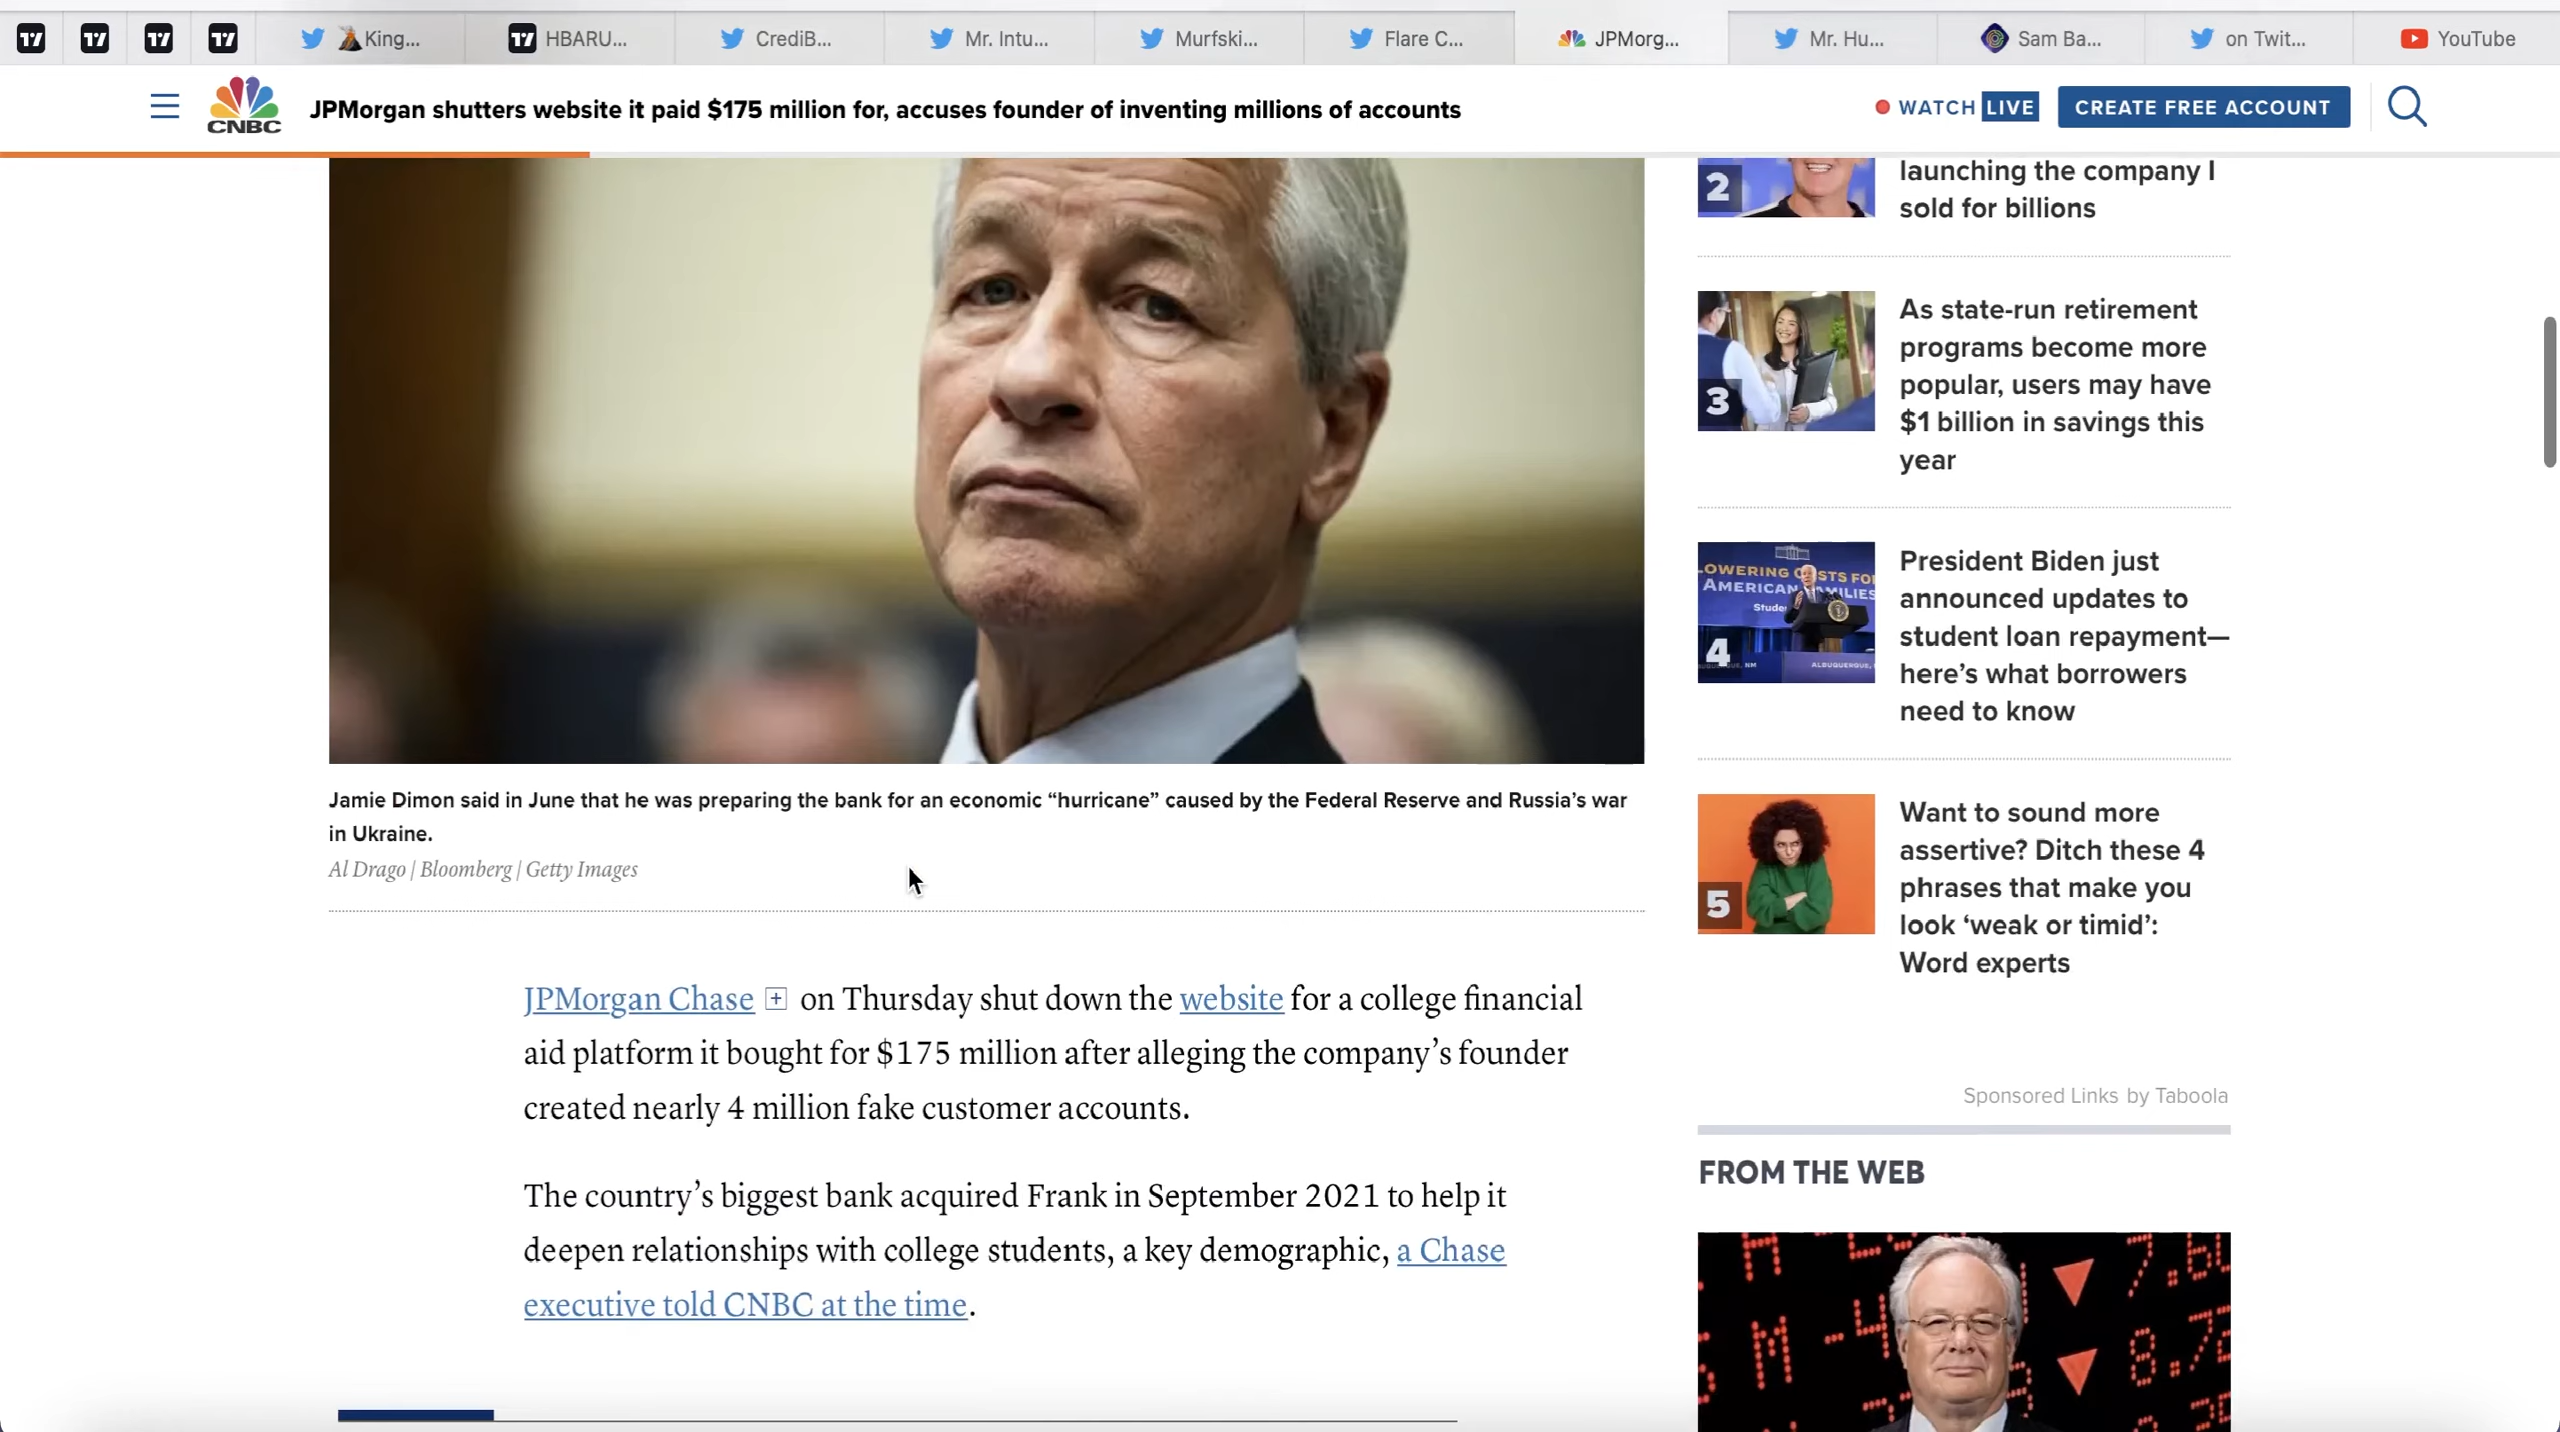 King...
HBARU...
CrediB...
Mr. Intu...
Murfski...
Flare C...
JPMorg...
Mr. Hu...
Sam Ba...
on Twit...
YouTube
CNBC
JPMorgan shutters website it paid $175 million for, accuses founder of inventing millions of accounts
WATCH LIVE
CREATE FREE ACCOUNT
2
launching the company I
sold for billions
3
As state-run retirement
programs become more
popular, users may have
$1 billion in savings this
year
LOWERING COSTS FOR
AMERICAN FAMILIES
4
ALBUQUERQUE,
President Biden just
announced updates to
student loan repayment—
here’s what borrowers
need to know
5
Want to sound more
assertive? Ditch these 4
phrases that make you
look ‘weak or timid’:
Word experts
Jamie Dimon said in June that he was preparing the bank for an economic “hurricane” caused by the Federal Reserve and Russia’s war
in Ukraine.
Al Drago | Bloomberg | Getty Images
JPMorgan Chase + on Thursday shut down the website for a college financial
aid platform it bought for $175 million after alleging the company’s founder
created nearly 4 million fake customer accounts.
The country’s biggest bank acquired Frank in September 2021 to help it
deepen relationships with college students, a key demographic, a Chase
executive told CNBC at the time.
Sponsored Links by Taboola
FROM THE WEB